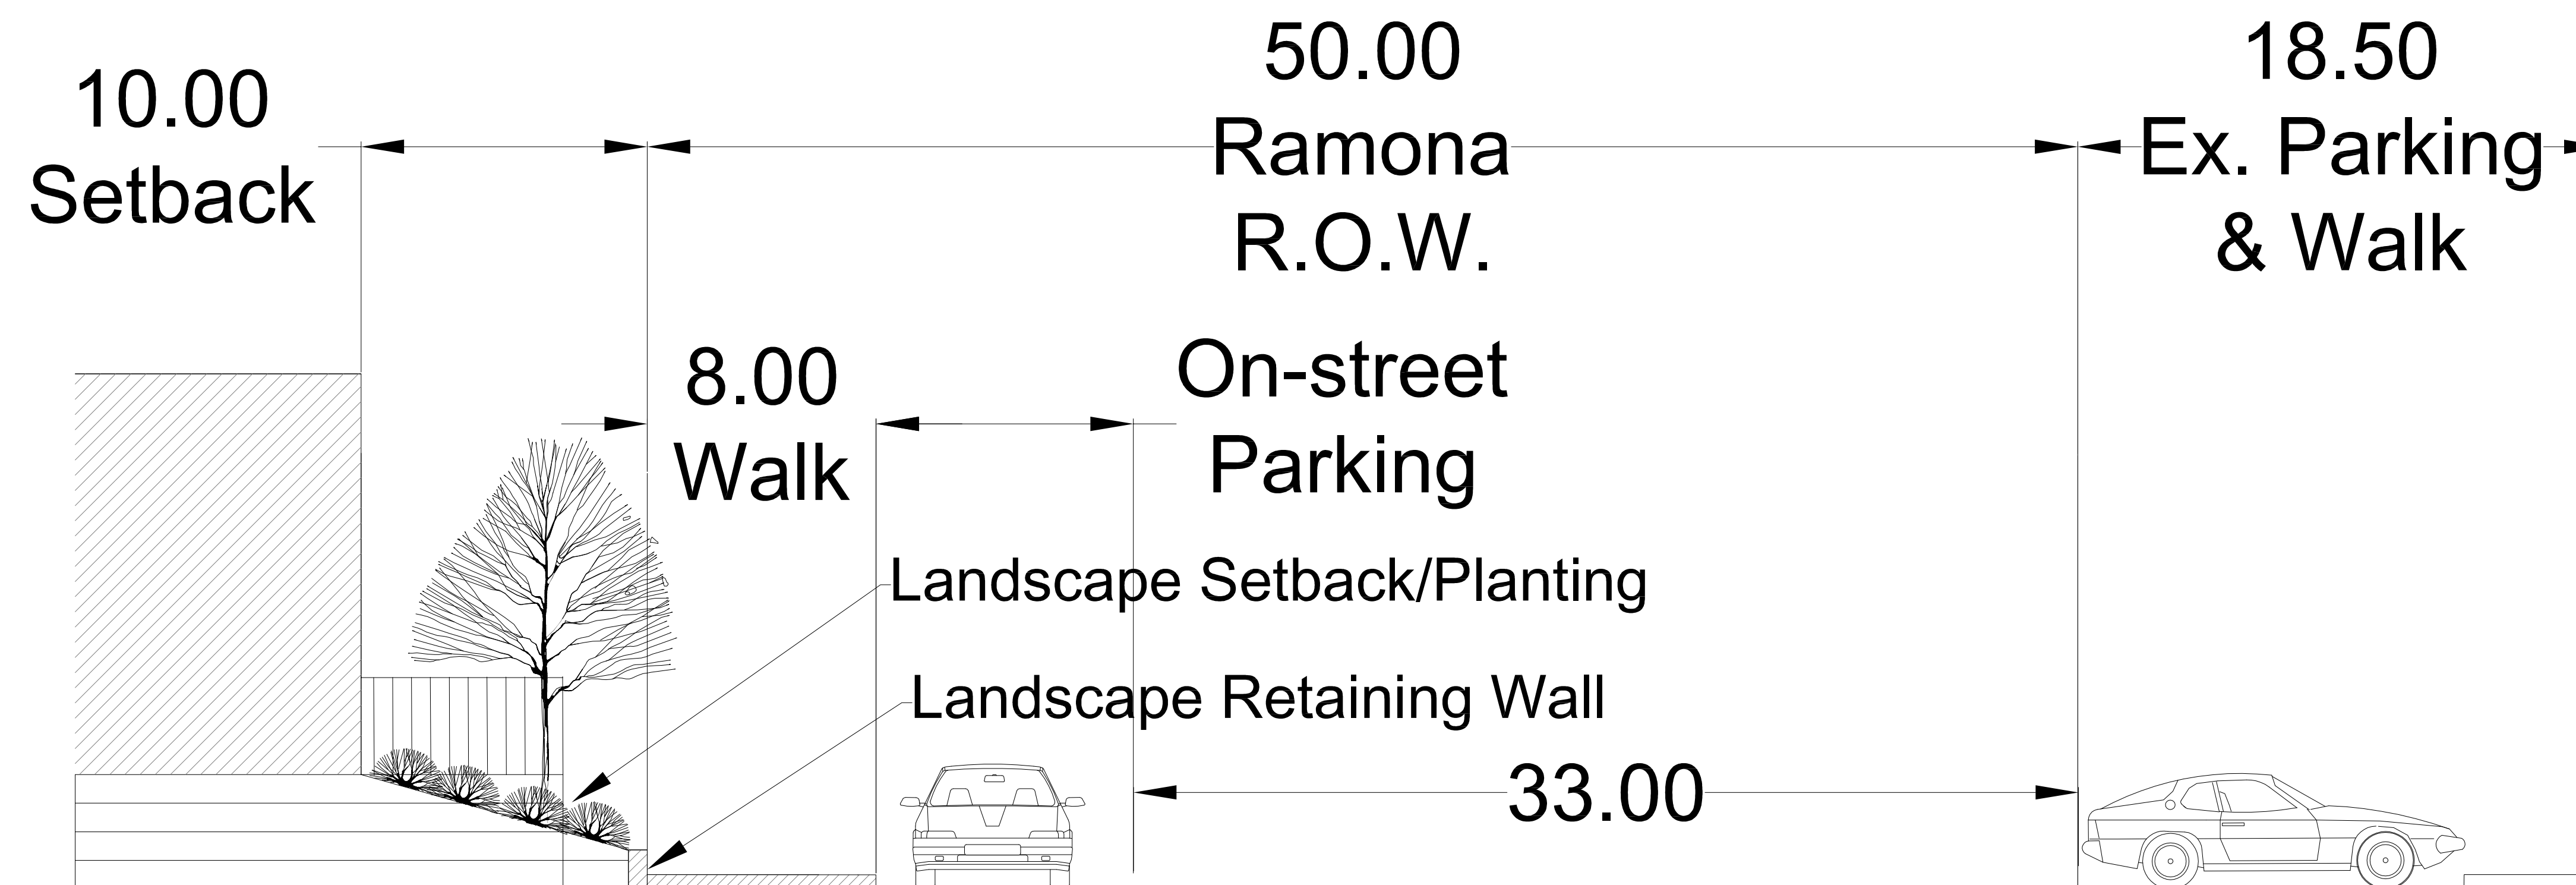 10.00
Setback
50.00
Ramona
R.O.W.
18.50
Ex. Parking
& Walk
8.00
Walk
On-street
Parking
Landscape Setback/Planting
Landscape Retaining Wall
33.00